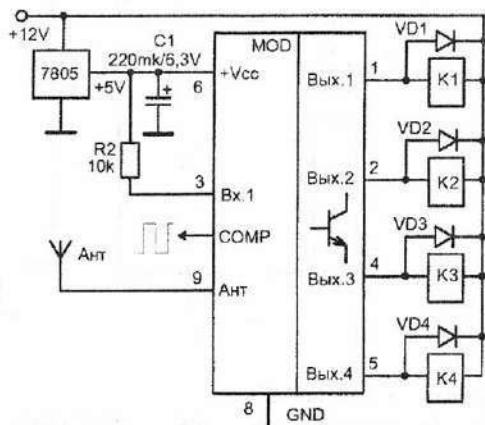 +12V
7805
+5V
C1
220mk/6,3V
+
R2
10k
MOD
6
+Vcc
3
Вх.1
COMP
Ант
9
Ант
8
GND
Вых.1
1
Вых.2
2
Вых.3
4
Вых.4
5
VD1
K1
VD2
K2
VD3
K3
VD4
K4